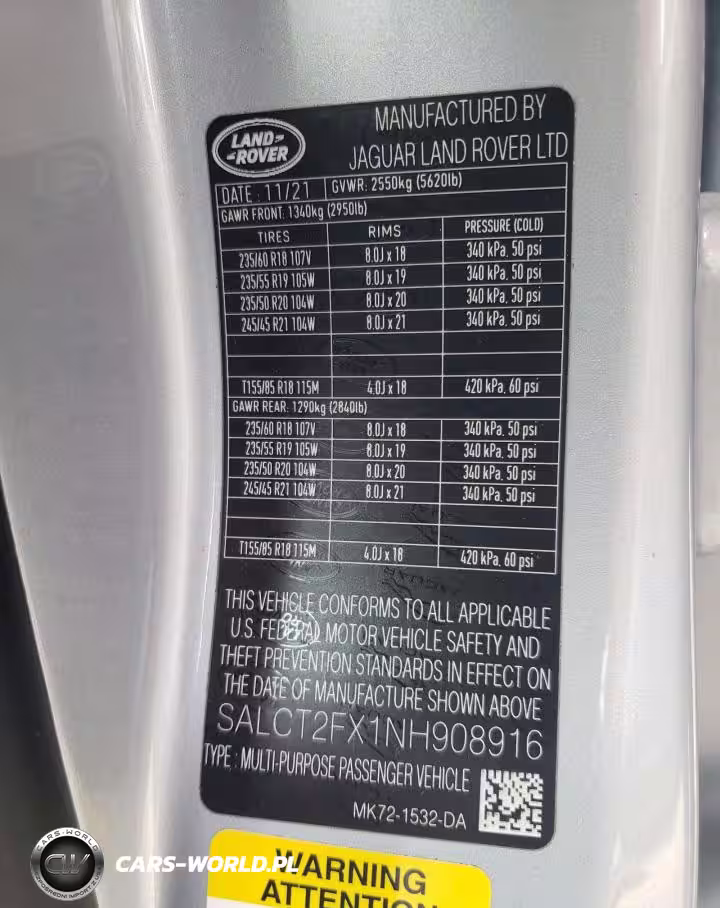 LAND-
-ROVER
MANUFACTURED BY
JAGUAR LAND ROVER LTD
DATE : 11/21 GVWR: 2550kg (5620lb)
GAWR FRONT: 1340kg (2950lb)
TIRES RIMS PRESSURE (COLD)
235/60 R18 107V 8.0J x 18 340 kPa, 50 psi
235/55 R19 105W 8.0J x 19 340 kPa, 50 psi
235/50 R20 104W 8.0J x 20 340 kPa, 50 psi
245/45 R21 104W 8.0J x 21 340 kPa, 50 psi
T155/85 R18 115M 4.0J x 18 420 kPa, 60 psi
GAWR REAR: 1290kg (2840lb)
235/60 R18 107V 8.0J x 18 340 kPa, 50 psi
235/55 R19 105W 8.0J x 19 340 kPa, 50 psi
235/50 R20 104W 8.0J x 20 340 kPa, 50 psi
245/45 R21 104W 8.0J x 21 340 kPa, 50 psi
T155/85 R18 115M 4.0J x 18 420 kPa, 60 psi
THIS VEHICLE CONFORMS TO ALL APPLICABLE
U.S. FEDERAL MOTOR VEHICLE SAFETY AND
THEFT PREVENTION STANDARDS IN EFFECT ON
THE DATE OF MANUFACTURE SHOWN ABOVE
SALCT2FX1NH908916
TYPE : MULTI-PURPOSE PASSENGER VEHICLE
MK72-1532-DA
WARNING
ATTENTION
CARS-WORLD
CW
CARS-WORLD.PL